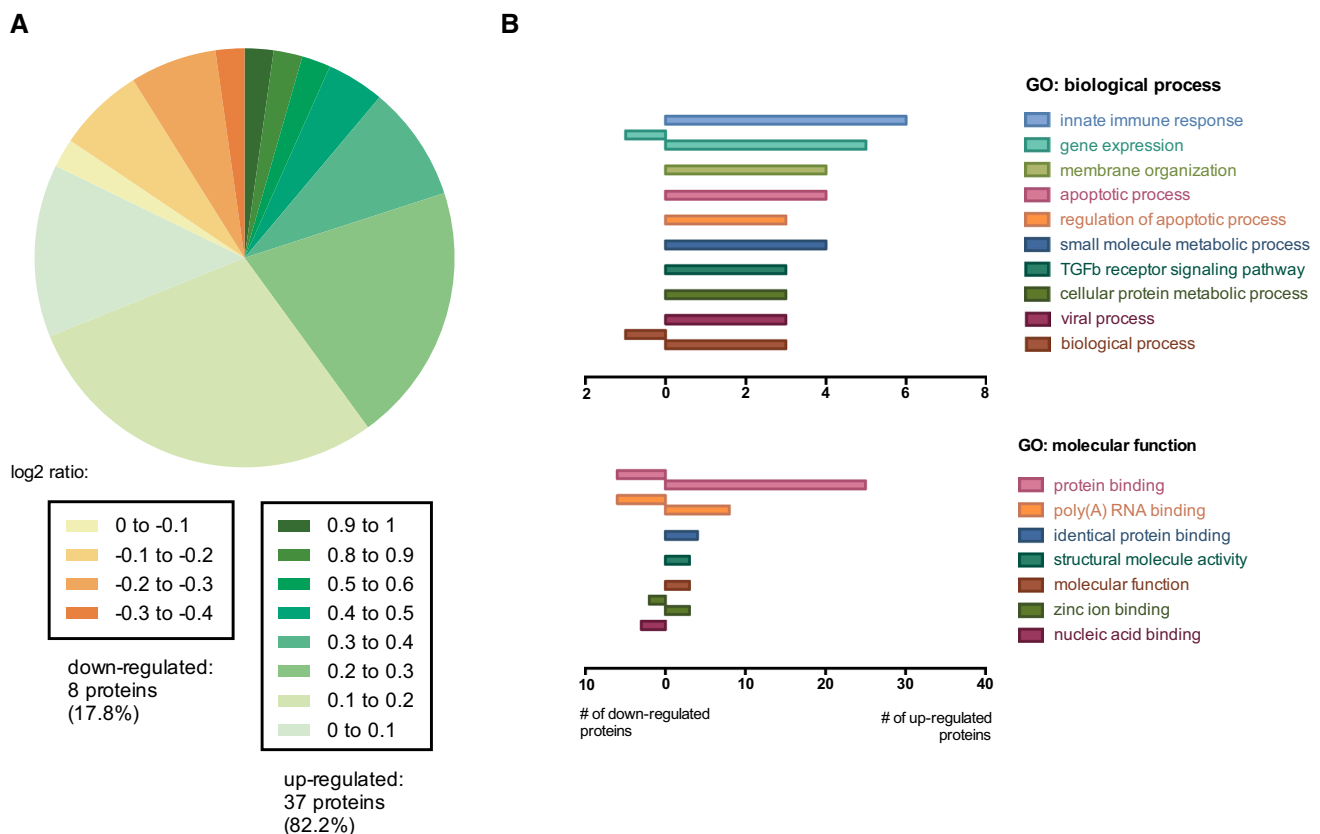 A
log2 ratio:
0 to -0.1
-0.1 to -0.2
-0.2 to -0.3
-0.3 to -0.4
down-regulated:
8 proteins
(17.8%)
0.9 to 1
0.8 to 0.9
0.5 to 0.6
0.4 to 0.5
0.3 to 0.4
0.2 to 0.3
0.1 to 0.2
0 to 0.1
up-regulated:
37 proteins
(82.2%)
B
GO: biological process
innate immune response
gene expression
membrane organization
apoptotic process
regulation of apoptotic process
small molecule metabolic process
TGFb receptor signaling pathway
cellular protein metabolic process
viral process
biological process
2 0 2 4 6 8
GO: molecular function
protein binding
poly(A) RNA binding
identical protein binding
structural molecule activity
molecular function
zinc ion binding
nucleic acid binding
10 0 10 20 30 40
# of down-regulated
proteins
# of up-regulated
proteins